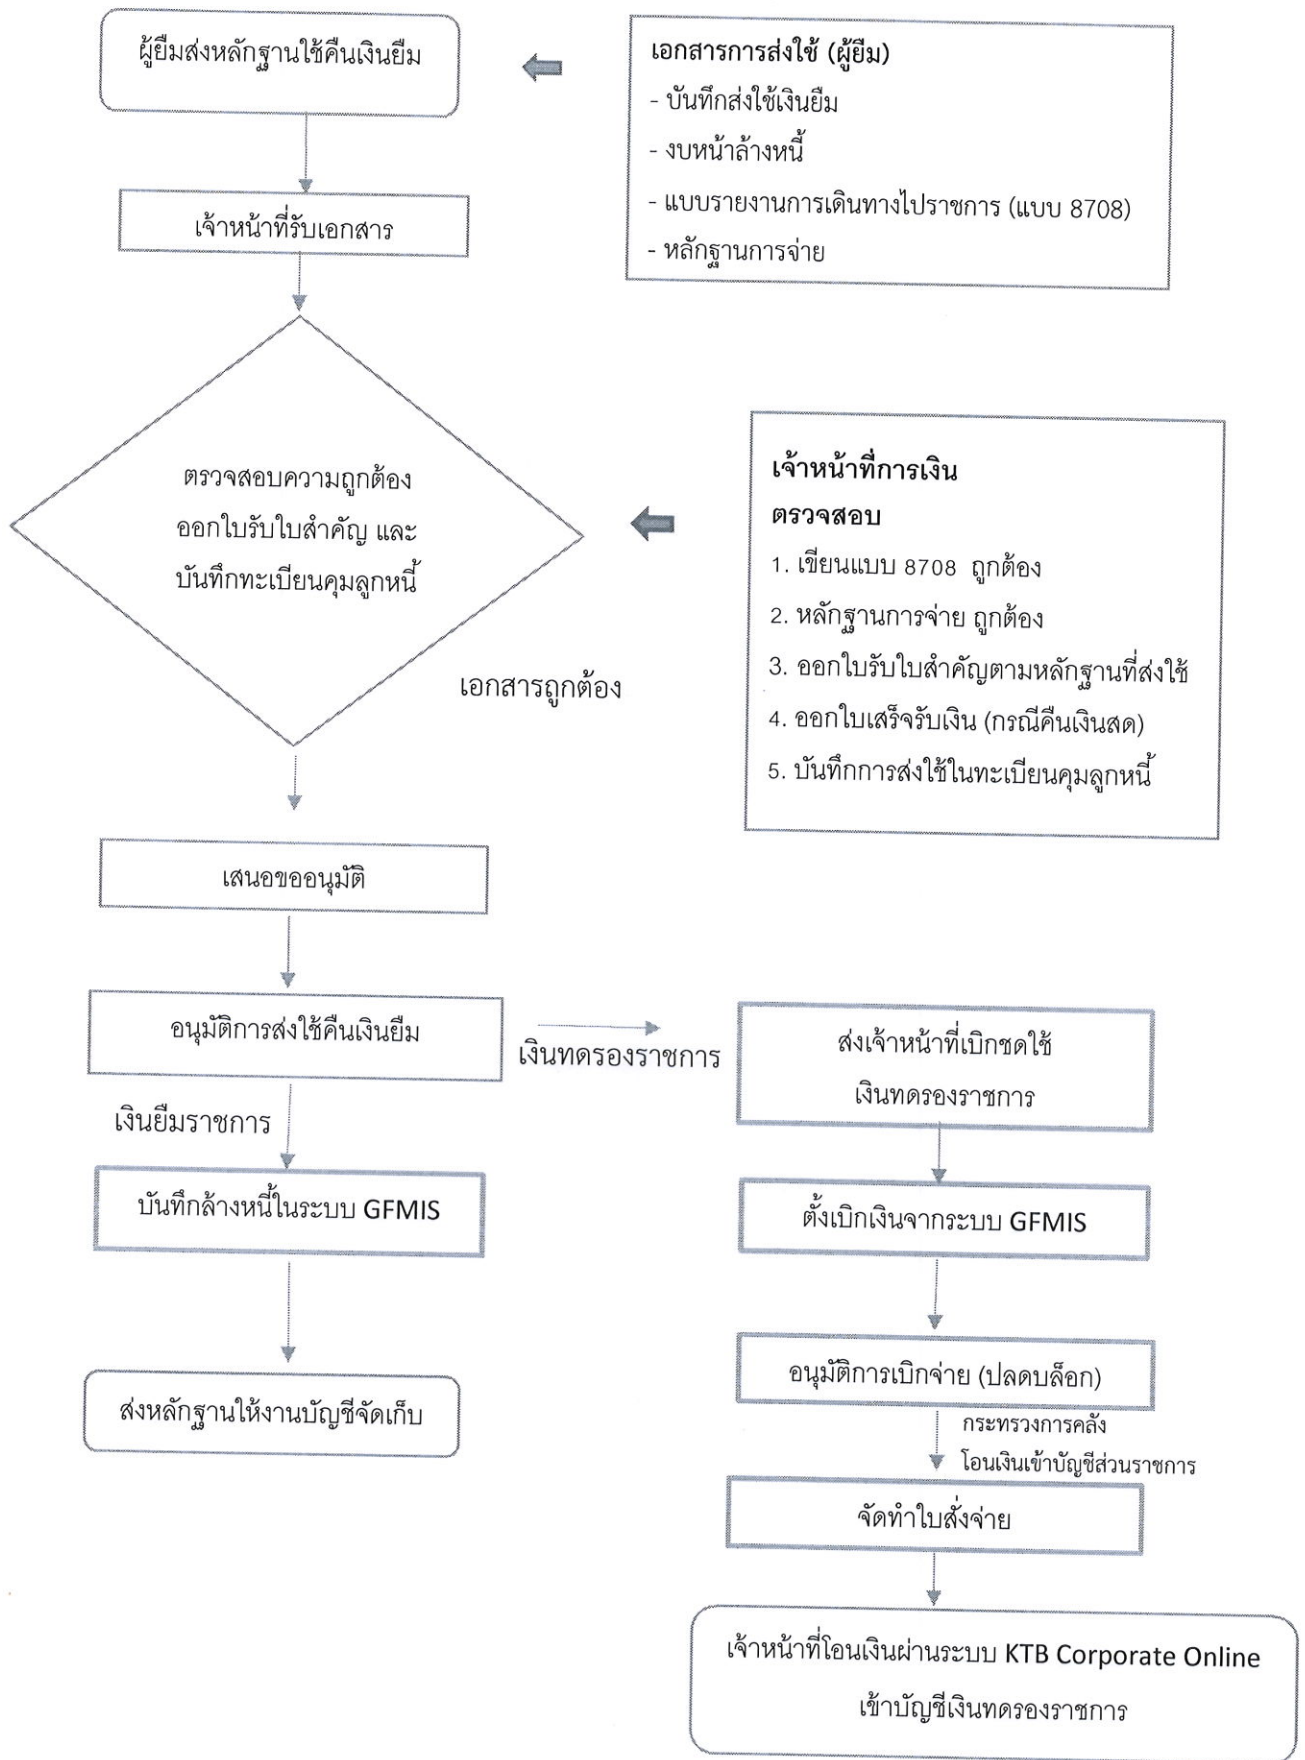 ผู้ยืมส่งหลักฐานใช้คืนเงินยืม
เอกสารการส่งใช้ (ผู้ยืม)
- บันทึกส่งใช้เงินยืม
- งบหน้าล้างหนี้
- แบบรายงานการเดินทางไปราชการ (แบบ 8708)
- หลักฐานการจ่าย
เจ้าหน้าที่รับเอกสาร
ตรวจสอบความถูกต้อง
ออกใบรับใบสำคัญ และ
บันทึกทะเบียนคุมลูกหนี้
เจ้าหน้าที่การเงิน
ตรวจสอบ
1. เขียนแบบ 8708 ถูกต้อง
2. หลักฐานการจ่าย ถูกต้อง
3. ออกใบรับใบสำคัญตามหลักฐานที่ส่งใช้
4. ออกใบเสร็จรับเงิน (กรณีคืนเงินสด)
5. บันทึกการส่งใช้ในทะเบียนคุมลูกหนี้
เอกสารถูกต้อง
เสนอขออนุมัติ
อนุมัติการส่งใช้คืนเงินยืม
เงินทดรองราชการ
ส่งเจ้าหน้าที่เบิกชดใช้
เงินทดรองราชการ
เงินยืมราชการ
บันทึกล้างหนี้ในระบบ GFMIS
ตั้งเบิกเงินจากระบบ GFMIS
ส่งหลักฐานให้งานบัญชีจัดเก็บ
อนุมัติการเบิกจ่าย (ปลดบล็อก)
กระทรวงการคลัง
โอนเงินเข้าบัญชีส่วนราชการ
จัดทำใบสั่งจ่าย
เจ้าหน้าที่โอนเงินผ่านระบบ KTB Corporate Online
เข้าบัญชีเงินทดรองราชการ